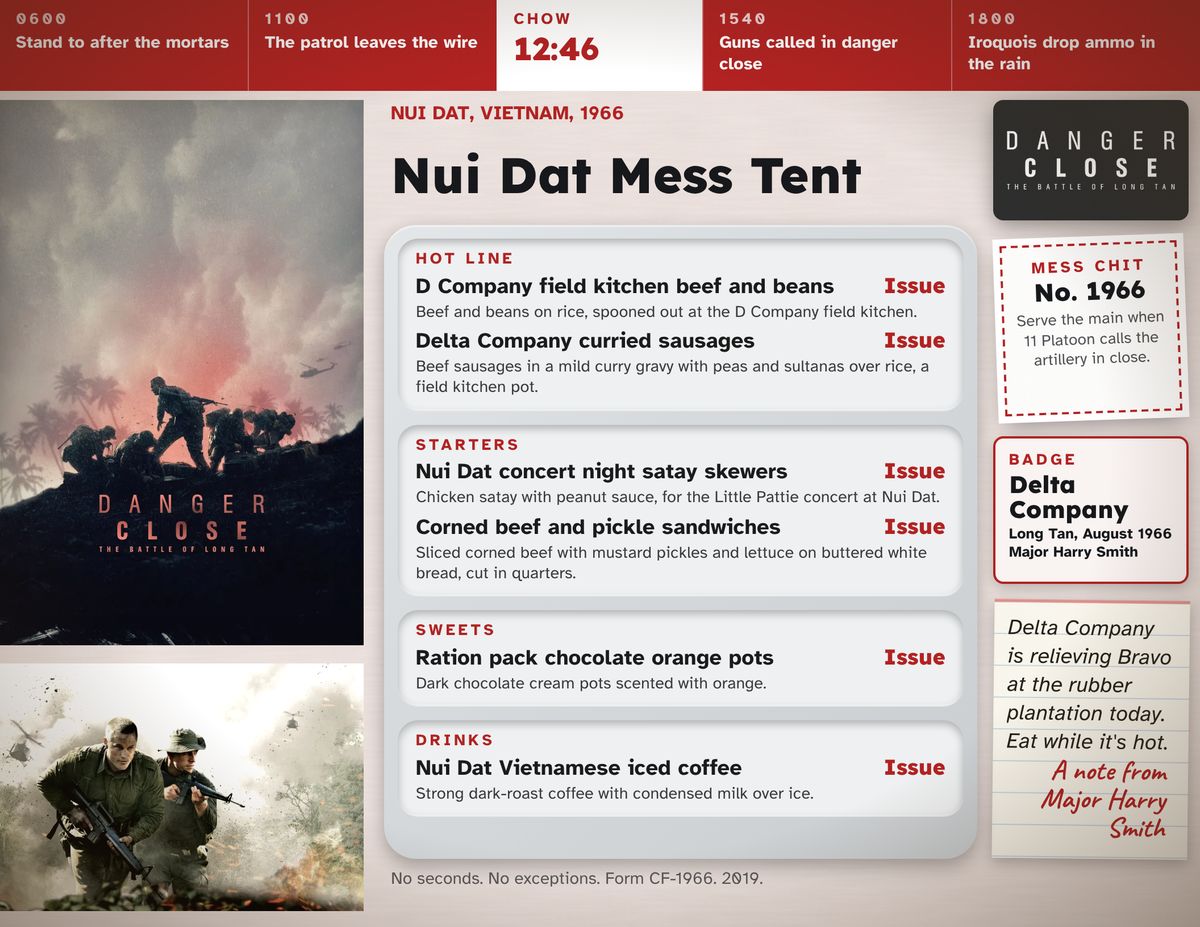 0600
Stand to after the mortars
1100
The patrol leaves the wire
CHOW
12:46
1540
Guns called in danger
close
1800
Iroquois drop ammo in
the rain
DANGER
CLOSE
THE BATTLE OF LONG TAN
NUI DAT, VIETNAM, 1966
Nui Dat Mess Tent
HOT LINE
D Company field kitchen beef and beans Issue
Beef and beans on rice, spooned out at the D Company field kitchen.
Delta Company curried sausages Issue
Beef sausages in a mild curry gravy with peas and sultanas over rice, a
field kitchen pot.
STARTERS
Nui Dat concert night satay skewers Issue
Chicken satay with peanut sauce, for the Little Pattie concert at Nui Dat.
Corned beef and pickle sandwiches Issue
Sliced corned beef with mustard pickles and lettuce on buttered white
bread, cut in quarters.
SWEETS
Ration pack chocolate orange pots Issue
Dark chocolate cream pots scented with orange.
DRINKS
Nui Dat Vietnamese iced coffee Issue
Strong dark-roast coffee with condensed milk over ice.
No seconds. No exceptions. Form CF-1966. 2019.
DANGER
CLOSE
THE BATTLE OF LONG TAN
MESS CHIT
No. 1966
Serve the main when
11 Platoon calls the
artillery in close.
BADGE
Delta
Company
Long Tan, August 1966
Major Harry Smith
Delta Company
is relieving Bravo
at the rubber
plantation today.
Eat while it's hot.
A note from
Major Harry
Smith